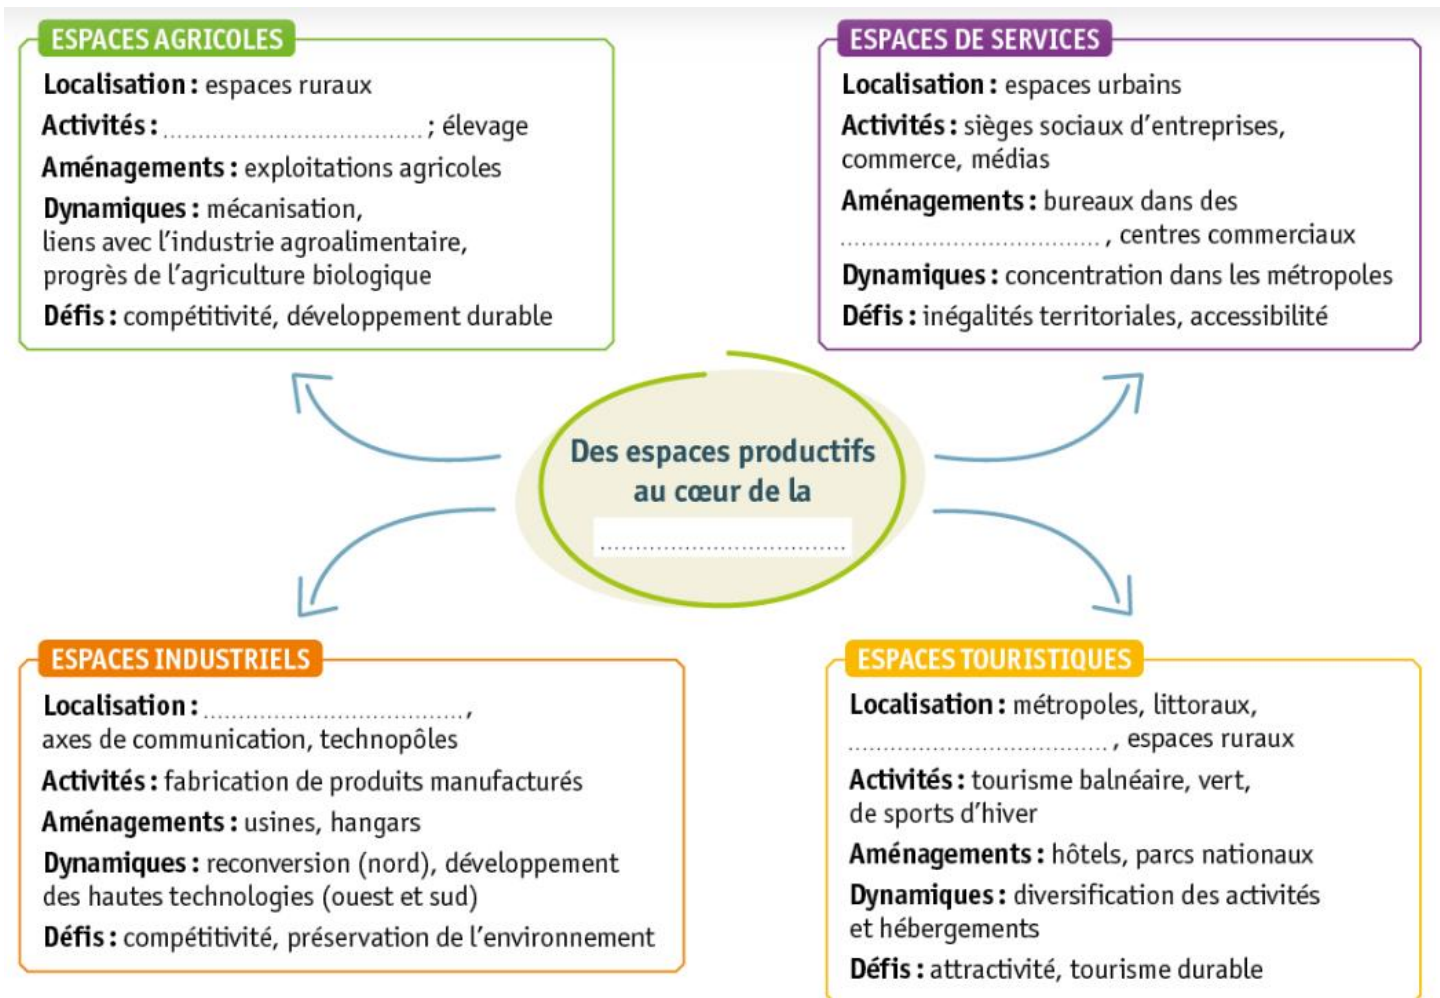 ESPACES AGRICOLES
Localisation : espaces ruraux
Activités : ..................................... ; élevage
Aménagements : exploitations agricoles
Dynamiques : mécanisation,
liens avec l'industrie agroalimentaire,
progrès de l'agriculture biologique
Défis : compétitivité, développement durable
ESPACES DE SERVICES
Localisation : espaces urbains
Activités : sièges sociaux d'entreprises,
commerce, médias
Aménagements : bureaux dans des
..................................... , centres commerciaux
Dynamiques : concentration dans les métropoles
Défis : inégalités territoriales, accessibilité
Des espaces productifs
au cœur de la
...................................
ESPACES INDUSTRIELS
Localisation : ..................................... ,
axes de communication, technopôles
Activités : fabrication de produits manufacturés
Aménagements : usines, hangars
Dynamiques : reconversion (nord), développement
des hautes technologies (ouest et sud)
Défis : compétitivité, préservation de l'environnement
ESPACES TOURISTIQUES
Localisation : métropoles, littoraux,
..................................... , espaces ruraux
Activités : tourisme balnéaire, vert,
de sports d'hiver
Aménagements : hôtels, parcs nationaux
Dynamiques : diversification des activités
et hébergements
Défis : attractivité, tourisme durable